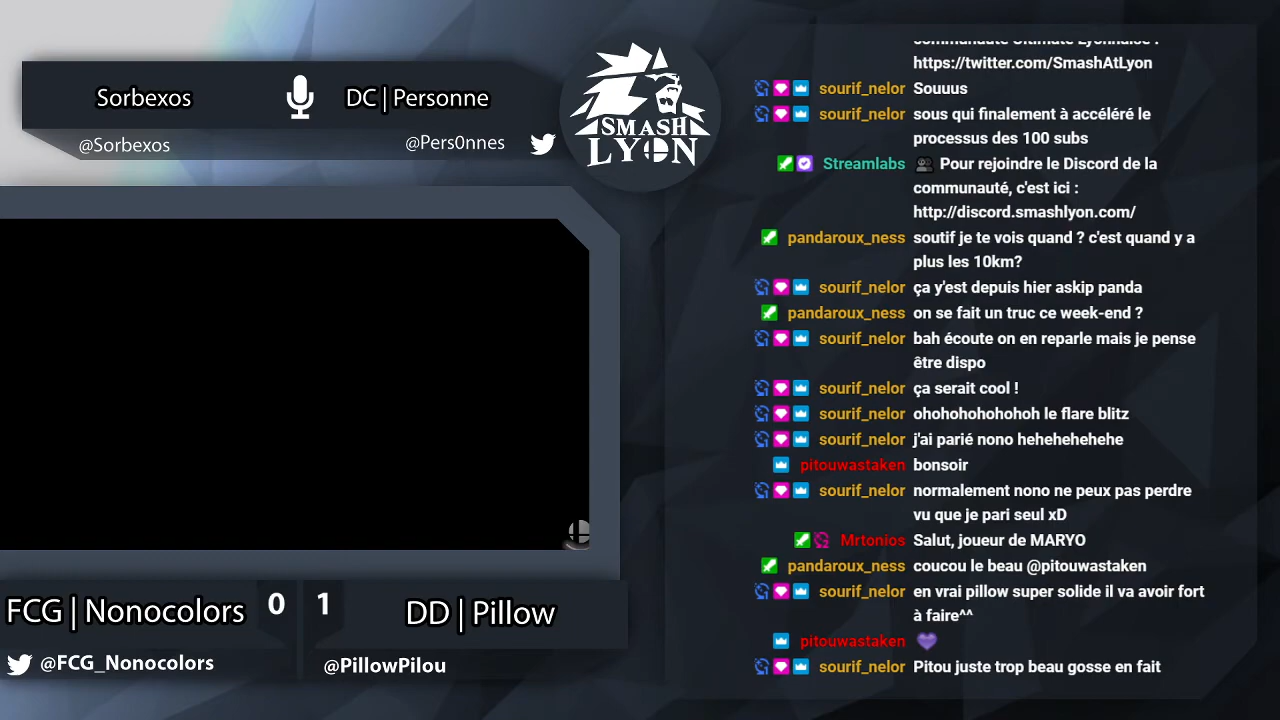 Sorbexos
DC | Personne
@Sorbexos
@Pers0nnes
SMASH
LYON
FCG | Nonocolors
0
1
DD | Pillow
@FCG_Nonocolors
@PillowPilou
communauté Ultimate Lyonnaise :
https://twitter.com/SmashAtLyon
sourif_nelor Souuus
sourif_nelor sous qui finalement à accéléré le
processus des 100 subs
Streamlabs Pour rejoindre le Discord de la
communauté, c'est ici :
http://discord.smashlyon.com/
pandaroux_ness soutif je te vois quand ? c'est quand y a
plus les 10km?
sourif_nelor ça y'est depuis hier askip panda
pandaroux_ness on se fait un truc ce week-end ?
sourif_nelor bah écoute on en reparle mais je pense
être dispo
sourif_nelor ça serait cool !
sourif_nelor ohohohohohohoh le flare blitz
sourif_nelor j'ai parié nono hehehehehehe
pitouwastaken bonsoir
sourif_nelor normalement nono ne peux pas perdre
vu que je pari seul xD
Mrtonios Salut, joueur de MARYO
pandaroux_ness coucou le beau @pitouwastaken
sourif_nelor en vrai pillow super solide il va avoir fort
à faire^^
pitouwastaken 💜
sourif_nelor Pitou juste trop beau gosse en fait